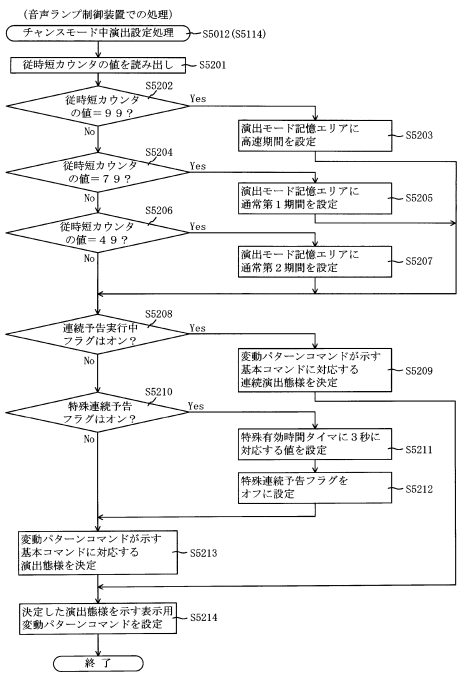 (音声ランプ制御装置での処理)
チャンスモード中演出設定処理
S5012(S5114)
従時短カウンタの値を読み出し
S5201
S5202
従時短カウンタ
の値=99?
Yes
No
演出モード記憶エリアに
高速期間を設定
S5203
S5204
従時短カウンタ
の値=79?
Yes
No
演出モード記憶エリアに
通常第1期間を設定
S5205
S5206
従時短カウンタ
の値=49?
Yes
No
演出モード記憶エリアに
通常第2期間を設定
S5207
S5208
連続予告実行中
フラグはオン?
Yes
No
変動パターンコマンドが示す
基本コマンドに対応する
連続演出態様を決定
S5209
S5210
特殊連続予告
フラグはオン?
Yes
No
特殊有効時間タイマに3秒に
対応する値を設定
S5211
特殊連続予告フラグを
オフに設定
S5212
変動パターンコマンドが示す
基本コマンドに対応する
演出態様を決定
S5213
決定した演出態様を示す表示用
変動パターンコマンドを設定
S5214
終了